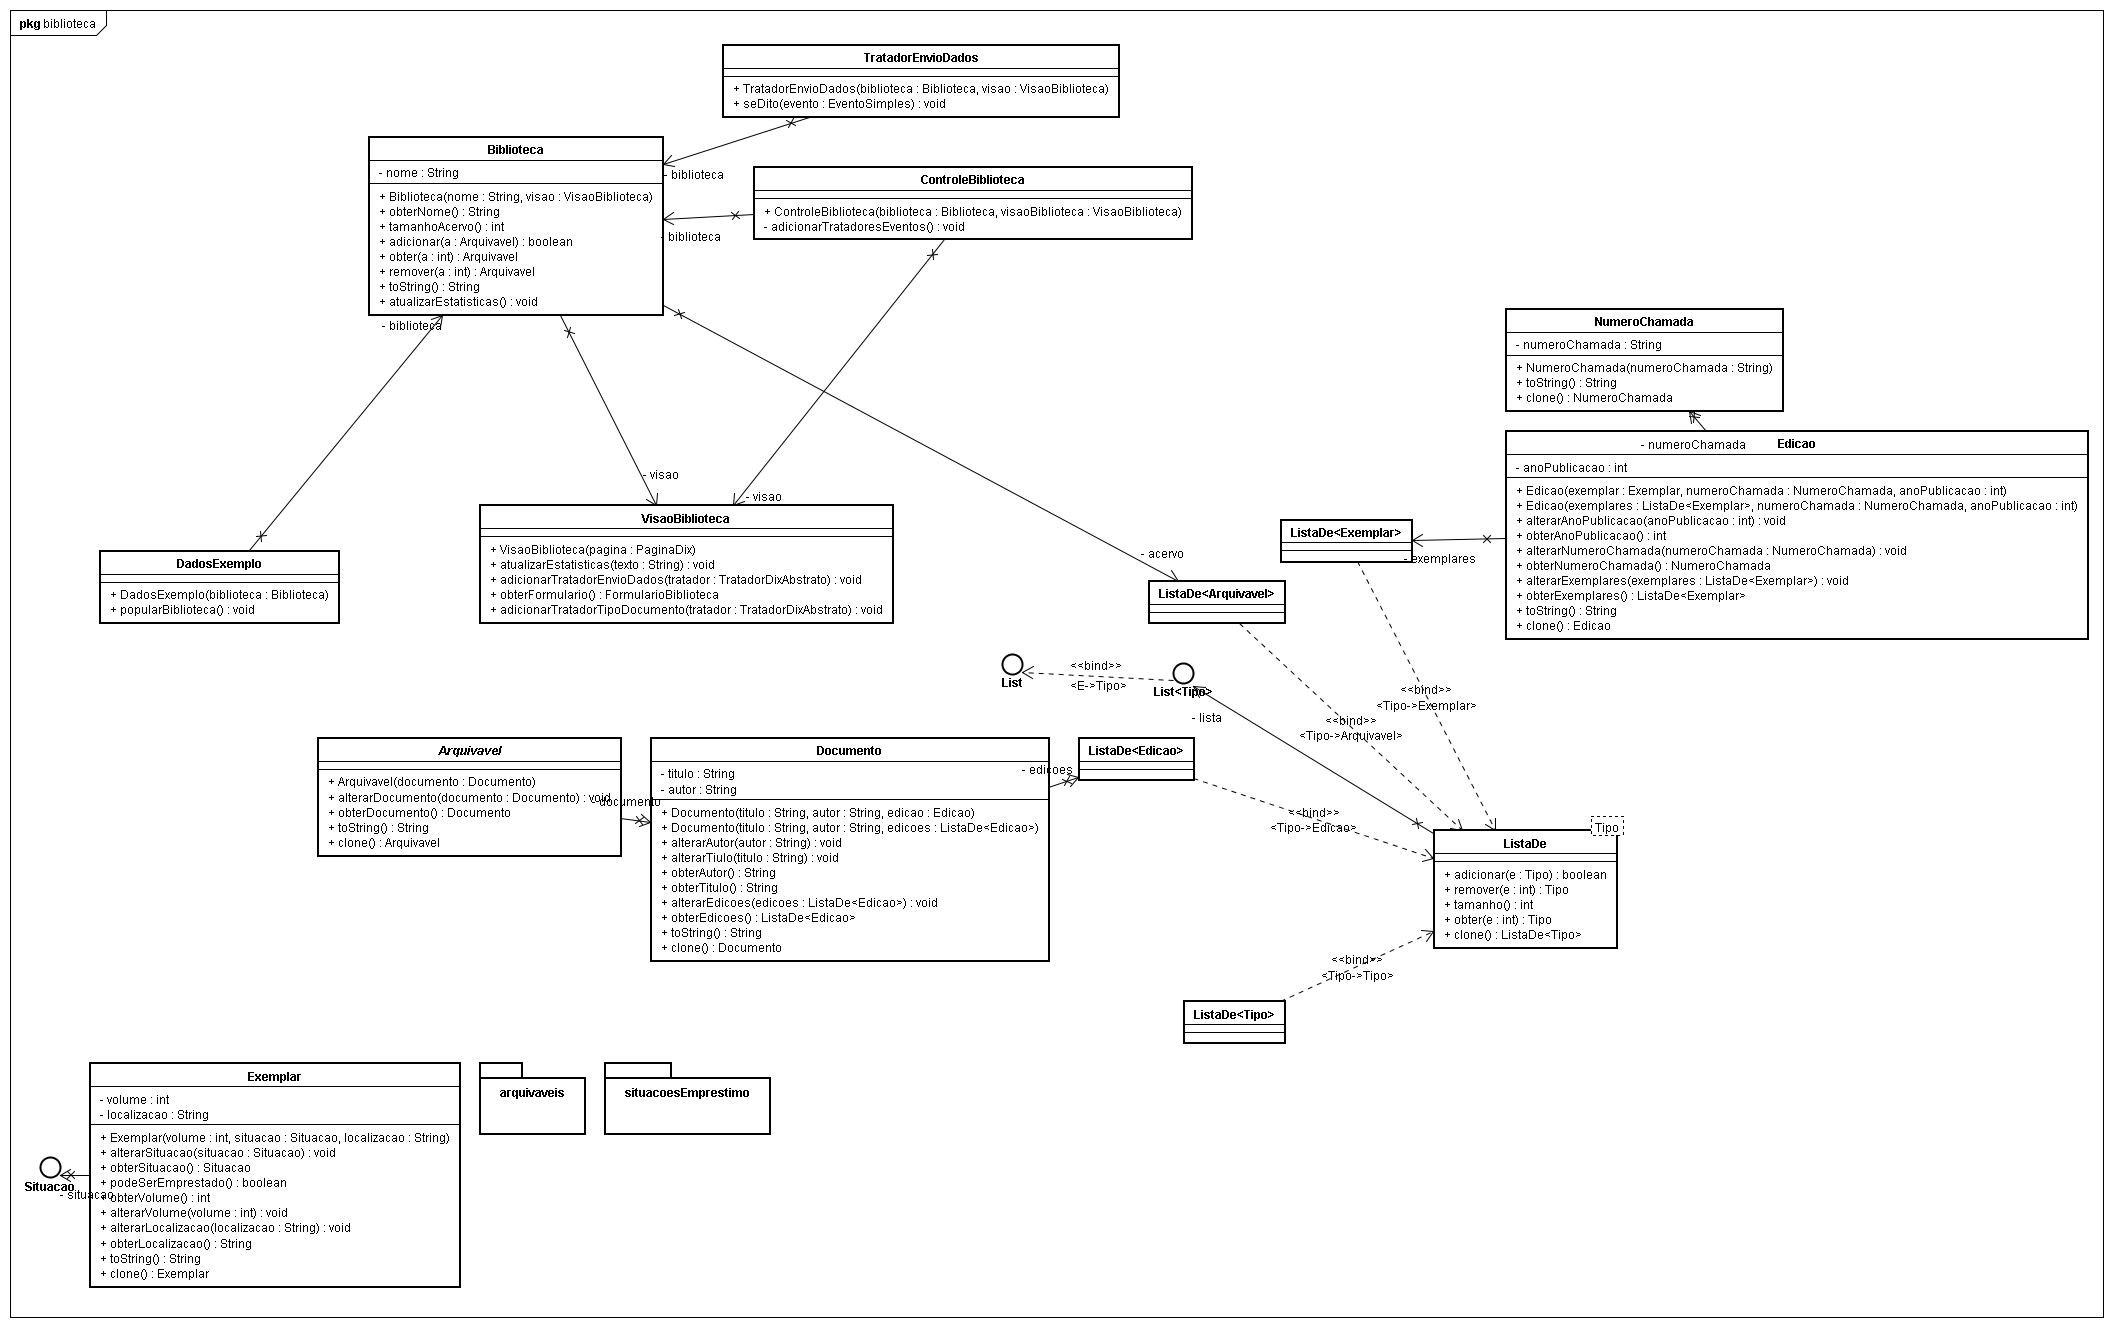 pkg biblioteca
TratadorEnvioDados
+ TratadorEnvioDados(biblioteca : Biblioteca, visao : VisaoBiblioteca)
+ seDito(evento : EventoSimples) : void
Biblioteca
- nome : String
+ Biblioteca(nome : String, visao : VisaoBiblioteca)
+ obterNome() : String
+ tamanhoAcervo() : int
+ adicionar(a : Arquivavel) : boolean
+ obter(a : int) : Arquivavel
+ remover(a : int) : Arquivavel
+ toString() : String
+ atualizarEstatisticas() : void
- biblioteca
ControleBiblioteca
+ ControleBiblioteca(biblioteca : Biblioteca, visaoBiblioteca : VisaoBiblioteca)
- adicionarTratadoresEventos() : void
- biblioteca
- biblioteca
NumeroChamada
- numeroChamada : String
+ NumeroChamada(numeroChamada : String)
+ toString() : String
+ clone() : NumeroChamada
- numeroChamada
Edicao
- anoPublicacao : int
+ Edicao(exemplar : Exemplar, numeroChamada : NumeroChamada, anoPublicacao : int)
+ Edicao(exemplares : ListaDe<Exemplar>, numeroChamada : NumeroChamada, anoPublicacao : int)
+ alterarAnoPublicacao(anoPublicacao : int) : void
+ obterAnoPublicacao() : int
+ alterarNumeroChamada(numeroChamada : NumeroChamada) : void
+ obterNumeroChamada() : NumeroChamada
+ alterarExemplares(exemplares : ListaDe<Exemplar>) : void
+ obterExemplares() : ListaDe<Exemplar>
+ toString() : String
+ clone() : Edicao
- visao
- visao
VisaoBiblioteca
+ VisaoBiblioteca(pagina : PaginaDix)
+ atualizarEstatisticas(texto : String) : void
+ adicionarTratadorEnvioDados(tratador : TratadorDixAbstrato) : void
+ obterFormulario() : FormularioBiblioteca
+ adicionarTratadorTipoDocumento(tratador : TratadorDixAbstrato) : void
DadosExemplo
+ DadosExemplo(biblioteca : Biblioteca)
+ popularBiblioteca() : void
ListaDe<Exemplar>
- exemplares
- acervo
ListaDe<Arquivavel>
List
<<bind>>
<E->Tipo>
List<Tipo>
- lista
<<bind>>
<Tipo->Exemplar>
<<bind>>
<Tipo->Arquivavel>
Arquivavel
+ Arquivavel(documento : Documento)
+ alterarDocumento(documento : Documento) : void
+ obterDocumento() : Documento
+ toString() : String
+ clone() : Arquivavel
- documento
Documento
- titulo : String
- autor : String
+ Documento(titulo : String, autor : String, edicao : Edicao)
+ Documento(titulo : String, autor : String, edicoes : ListaDe<Edicao>)
+ alterarAutor(autor : String) : void
+ alterarTiulo(titulo : String) : void
+ obterAutor() : String
+ obterTitulo() : String
+ alterarEdicoes(edicoes : ListaDe<Edicao>) : void
+ obterEdicoes() : ListaDe<Edicao>
+ toString() : String
+ clone() : Documento
- edicoes
ListaDe<Edicao>
<<bind>>
<Tipo->Edicao>
Tipo
ListaDe
+ adicionar(e : Tipo) : boolean
+ remover(e : int) : Tipo
+ tamanho() : int
+ obter(e : int) : Tipo
+ clone() : ListaDe<Tipo>
<<bind>>
<Tipo->Tipo>
ListaDe<Tipo>
Exemplar
- volume : int
- localizacao : String
+ Exemplar(volume : int, situacao : Situacao, localizacao : String)
+ alterarSituacao(situacao : Situacao) : void
+ obterSituacao() : Situacao
+ podeSerEmprestado() : boolean
+ obterVolume() : int
+ alterarVolume(volume : int) : void
+ alterarLocalizacao(localizacao : String) : void
+ obterLocalizacao() : String
+ toString() : String
+ clone() : Exemplar
Situacao
- situacao
arquivaveis
situacoesEmprestimo